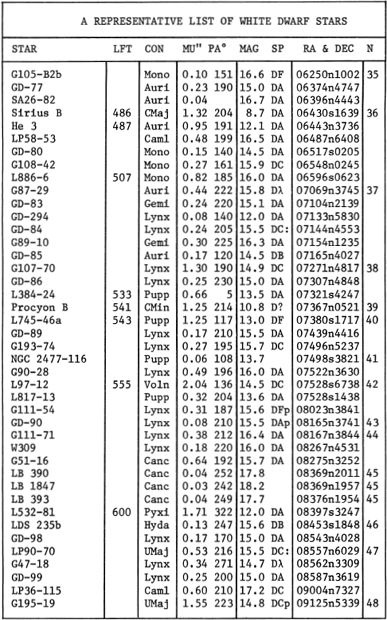 A REPRESENTATIVE LIST OF WHITE DWARF STARS
STAR LFT CON MU" PA° MAG SP RA & DEC N
G105-B2b Mono 0.10 151 16.6 DF 06250n1002 35
GD-77 Auri 0.23 190 15.0 DA 06374n4747
SA26-82 Auri 0.04 16.7 DA 06396n4443
Sirius B 486 CMaj 1.32 204 8.7 DA 06430s1639 36
He 3 487 Auri 0.95 191 12.1 DA 06443n3736
LP58-53 Caml 0.48 199 16.5 DA 06487n6408
GD-80 Mono 0.15 140 14.5 DA 06517s0205
G108-42 Mono 0.27 161 15.9 DC 06548n0245
L886-6 507 Mono 0.82 185 16.0 DA 06596s0623
G87-29 Auri 0.44 222 15.8 Dλ 07069n3745 37
GD-83 Gemi 0.24 220 15.1 DA 07104n2139
GD-294 Lynx 0.08 140 12.0 DA 07133n5830
GD-84 Lynx 0.24 205 15.5 DC: 07144n4553
G89-10 Gemi 0.30 225 16.3 DA 07154n1235
GD-85 Auri 0.17 120 14.5 DB 07165n4027
G107-70 Lynx 1.30 190 14.9 DC 07271n4817 38
GD-86 Lynx 0.25 230 15.0 DA 07307n4848
L384-24 533 Pupp 0.66 5 13.5 DA 07321s4247
Procyon B 541 CMin 1.25 214 10.8 D? 07367n0521 39
L745-46a 543 Pupp 1.25 117 13.0 DF 07380s1717 40
GD-89 Lynx 0.17 210 15.5 DA 07439n4416
G193-74 Lynx 0.27 195 15.7 DC 07496n5237
NGC 2477-116 Pupp 0.06 108 13.7 07498s3821 41
G90-28 Lynx 0.49 196 16.0 DA 07522n3630
L97-12 555 Voln 2.04 136 14.5 DC 07528s6738 42
L817-13 Pupp 0.32 204 13.6 DA 07528s1438
G111-54 Lynx 0.31 187 15.6 DFp 08023n3841
GD-90 Lynx 0.08 210 15.5 DAp 08165n3741 43
G111-71 Lynx 0.38 212 16.4 DA 08167n3844 44
W309 Lynx 0.18 220 16.0 DA 08267n4531
G51-16 Canc 0.64 192 15.7 DA 08275n3252
LB 390 Canc 0.04 252 17.8 08369n2011 45
LB 1847 Canc 0.03 242 18.2 08369n1957 45
LB 393 Canc 0.04 249 17.7 08376n1954 45
L532-81 600 Pyxi 1.71 322 12.0 DA 08397s3247
LDS 235b Hyda 0.13 247 15.6 DB 08453s1848 46
GD-98 Lynx 0.17 170 15.0 DA 08543n4028
LP90-70 UMaj 0.53 216 15.5 DC: 08557n6029 47
G47-18 Lynx 0.34 271 14.7 Dλ 08562n3309
GD-99 Lynx 0.25 200 15.0 DA 08587n3619
LP36-115 Caml 0.60 210 17.2 DC 09004n7327
G195-19 UMaj 1.55 223 14.8 DCp 09125n5339 48